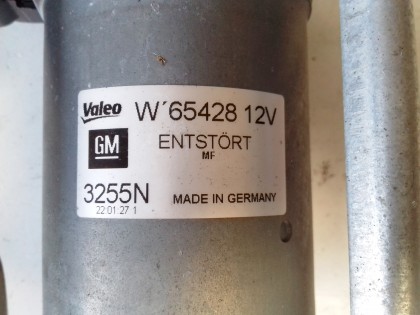 Valeo W´65428 12V
GM ENTSTÖRT
MF
3255N MADE IN GERMANY
22 01 27 1